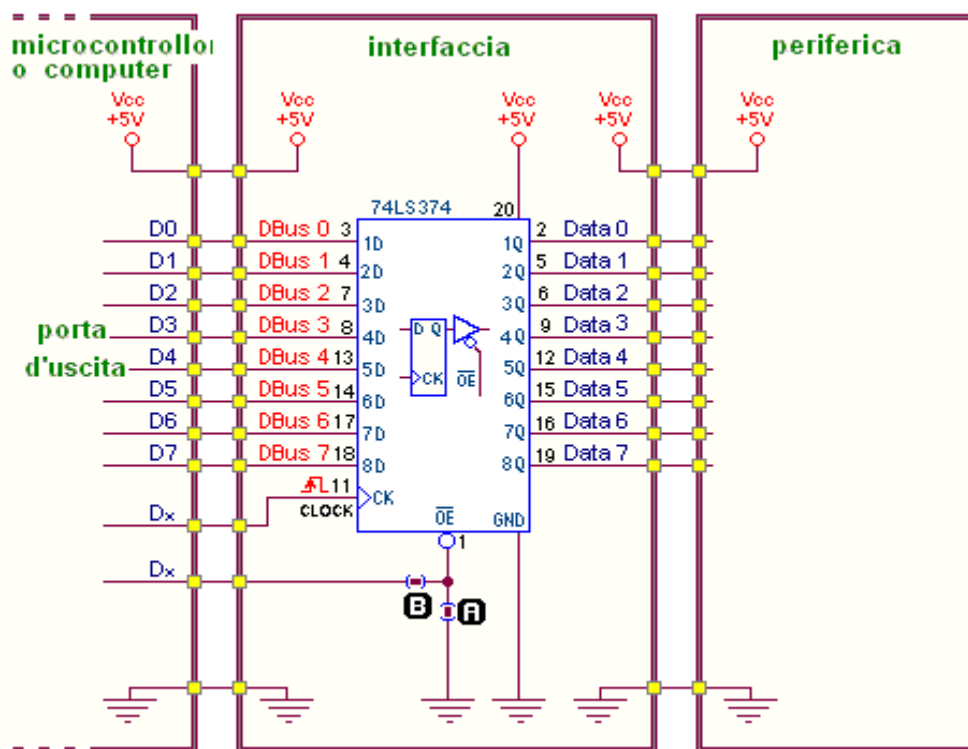 microcontrollor
o computer
interfaccia
periferica
Vcc
+5V
Vcc
+5V
Vcc
+5V
Vcc
+5V
Vcc
+5V
74LS374
20
D0 DBus 0 3 1D 1Q 2 Data 0
D1 DBus 1 4 2D 2Q 5 Data 1
D2 DBus 2 7 3D 3Q 6 Data 2
D3 DBus 3 8 4D 4Q 9 Data 3
D4 DBus 4 13 5D 5Q 12 Data 4
D5 DBus 5 14 6D 6Q 15 Data 5
D6 DBus 6 17 7D 7Q 16 Data 6
D7 DBus 7 18 8D 8Q 19 Data 7
porta
d'uscita
D Q
CK
OE
11 CK
CLOCK
OE
GND
1
Dx
Dx
B
A